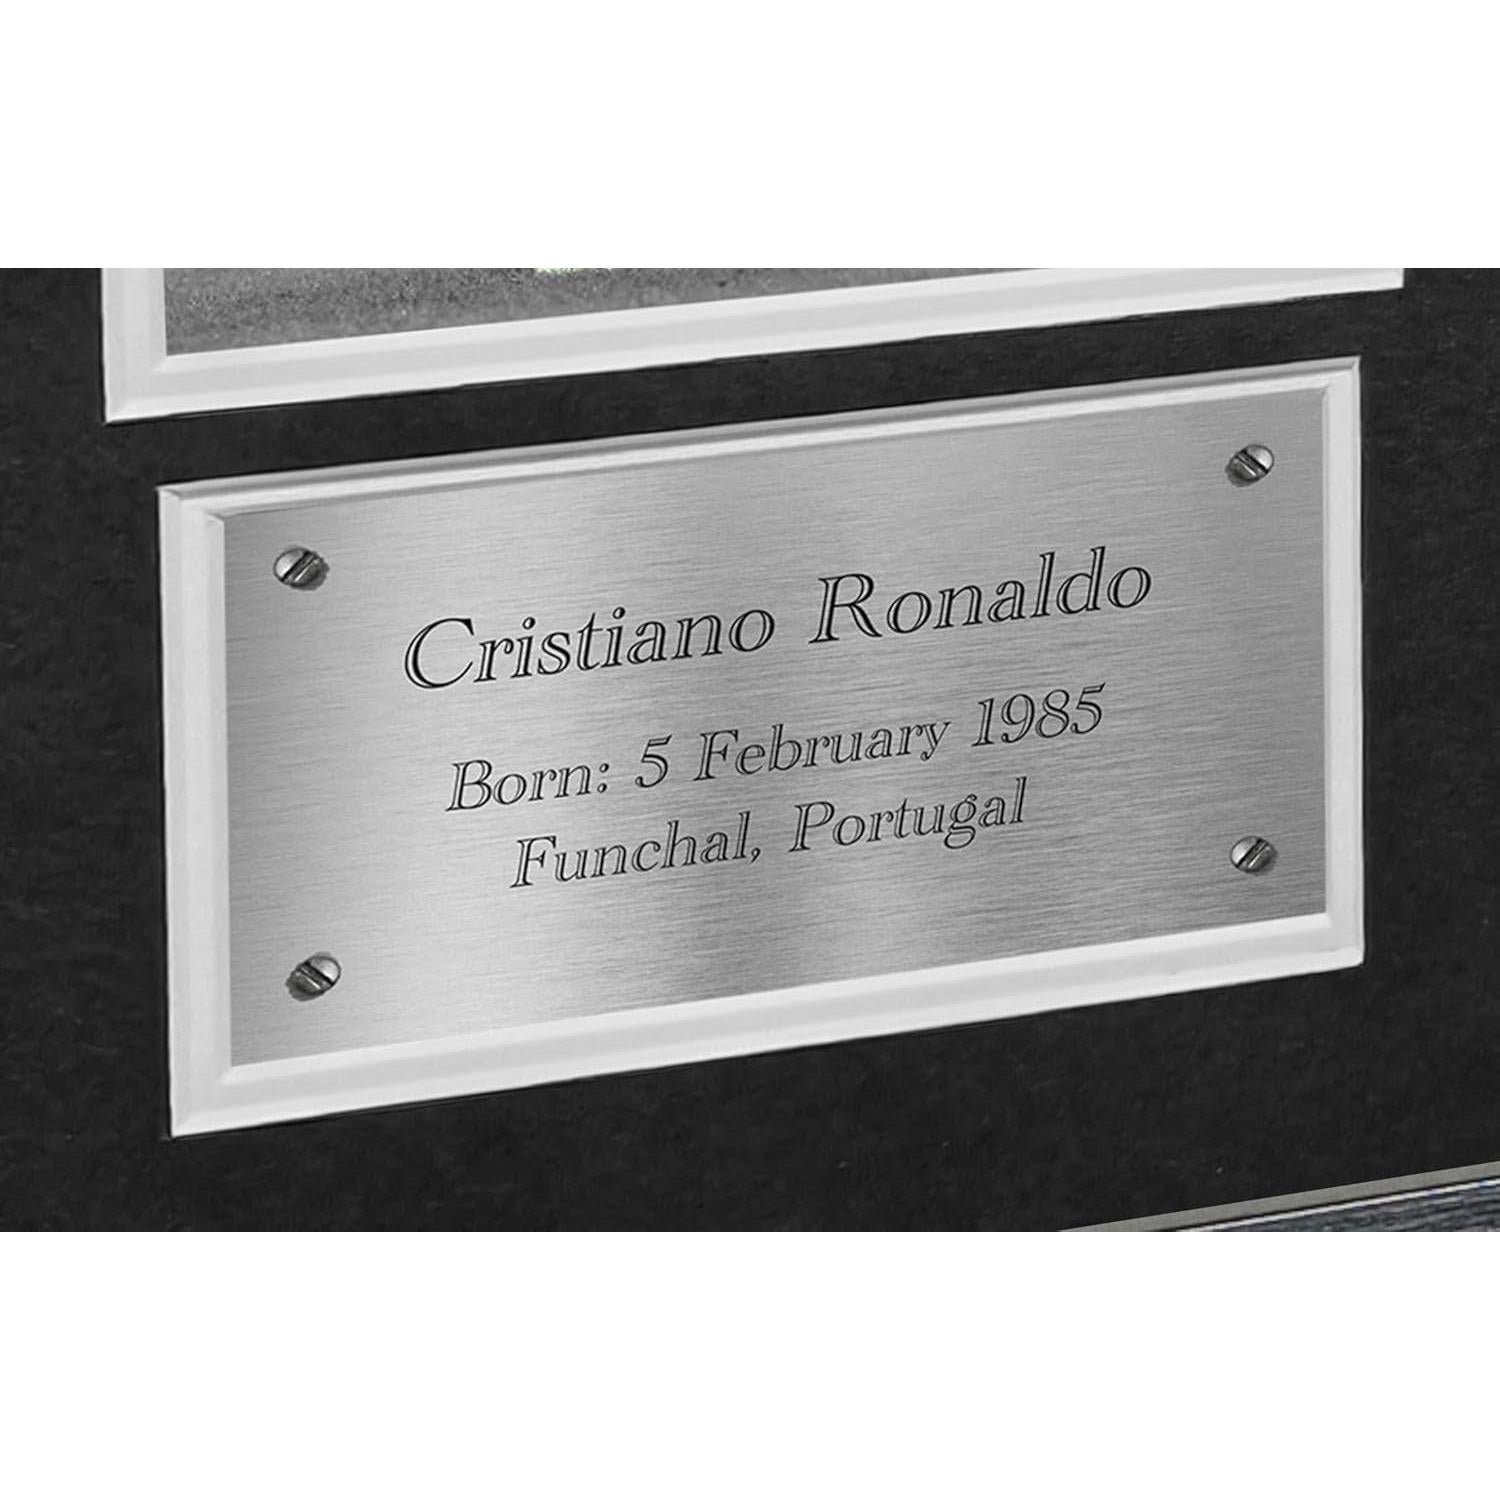 Cristiano Ronaldo
Born: 5 February 1985
Funchal, Portugal